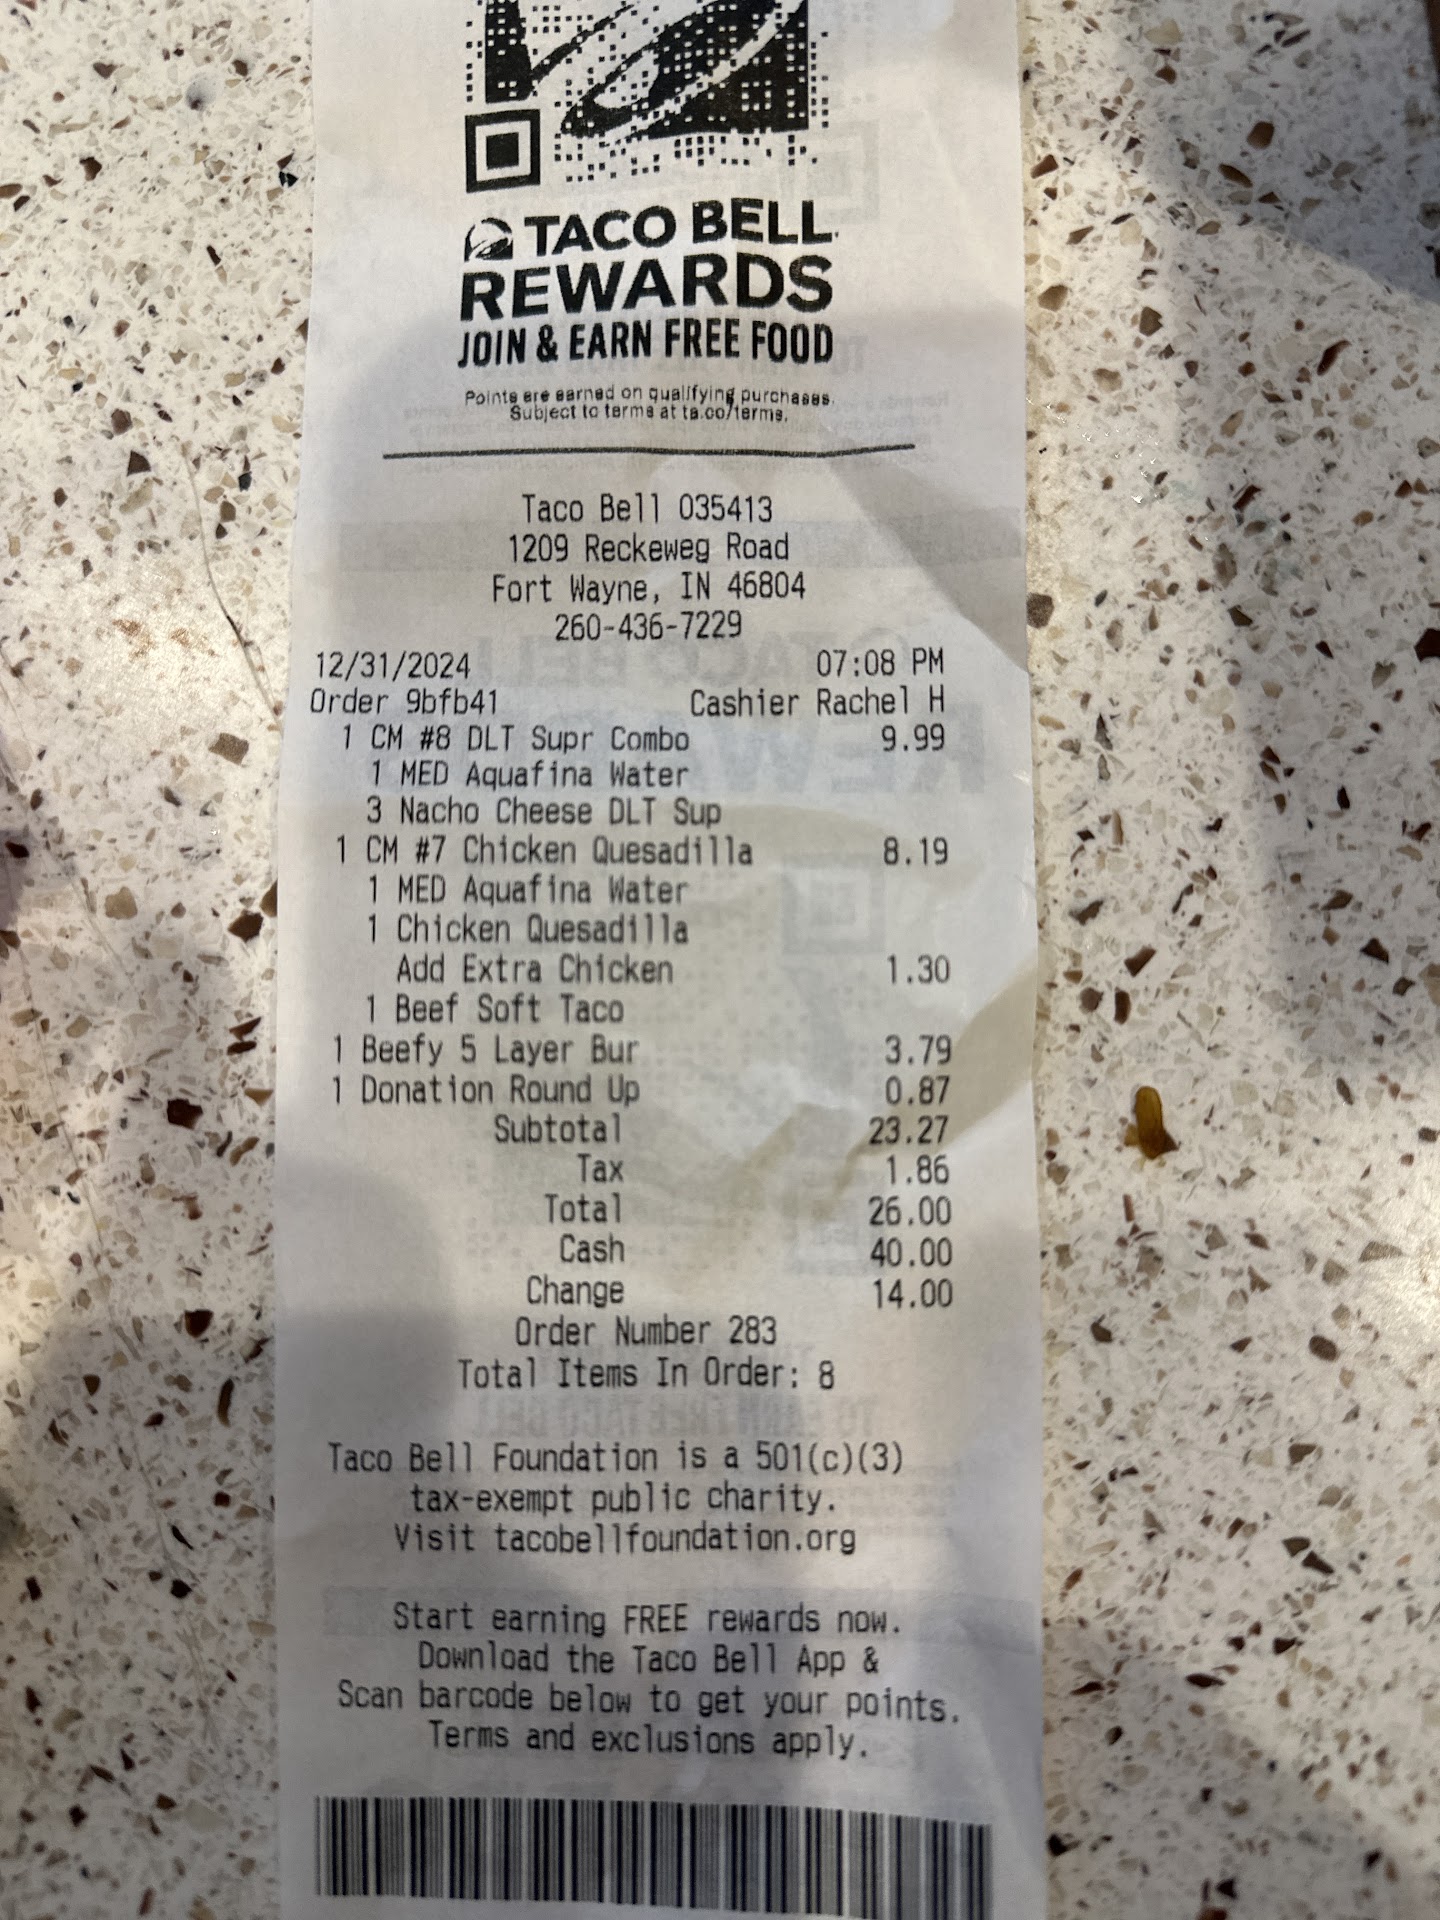 TACO BELL
REWARDS
JOIN & EARN FREE FOOD
Points are earned on qualifying purchases.
Subject to terms at ta.co/terms.
Taco Bell 035413
1209 Reckeweg Road
Fort Wayne, IN 46804
260-436-7229
12/31/2024 07:08 PM
Order 9bfb41 Cashier Rachel H
1 CM #8 DLT Supr Combo 9.99
1 MED Aquafina Water
3 Nacho Cheese DLT Sup
1 CM #7 Chicken Quesadilla 8.19
1 MED Aquafina Water
1 Chicken Quesadilla
Add Extra Chicken 1.30
1 Beef Soft Taco
1 Beefy 5 Layer Bur 3.79
1 Donation Round Up 0.87
Subtotal 23.27
Tax 1.86
Total 26.00
Cash 40.00
Change 14.00
Order Number 283
Total Items In Order: 8
Taco Bell Foundation is a 501(c)(3)
tax-exempt public charity.
Visit tacobellfoundation.org
Start earning FREE rewards now.
Download the Taco Bell App &
Scan barcode below to get your points.
Terms and exclusions apply.